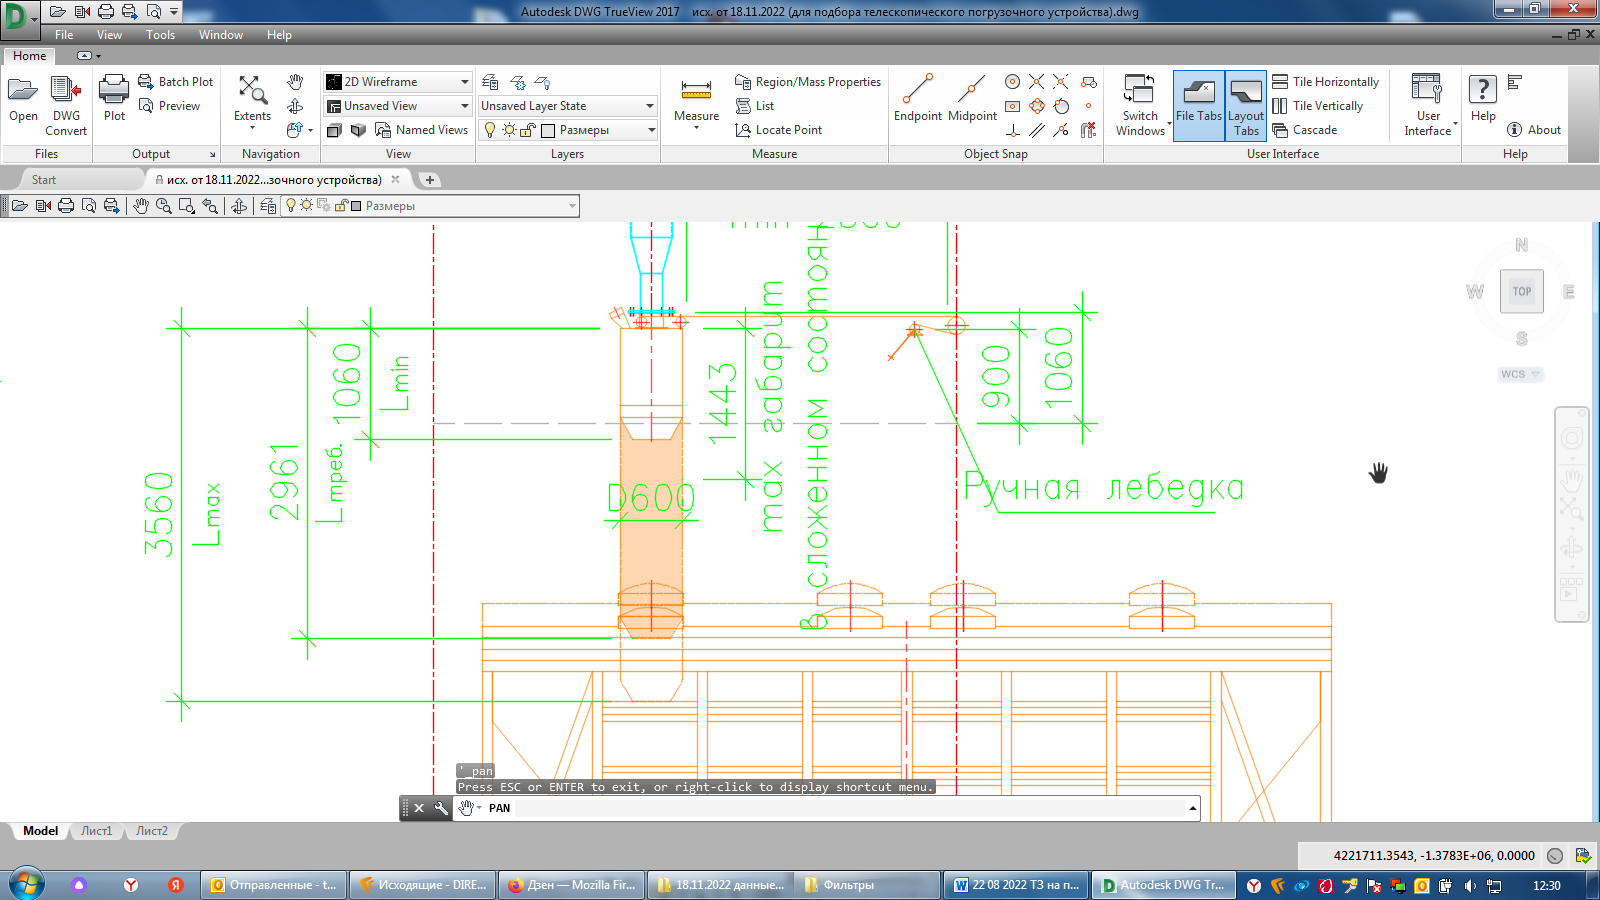 Autodesk DWG TrueView 2017 исх. от 18.11.2022 (для подбора телескопического погрузочного устройства).dwg
File View Tools Window Help
Home
Open
DWG Convert
Files
Plot
Batch Plot
Preview
Output
Extents
Navigation
2D Wireframe
Unsaved View
Named Views
View
Unsaved Layer State
Размеры
Layers
Measure
Region/Mass Properties
List
Locate Point
Measure
Endpoint
Midpoint
Object Snap
Switch Windows
File Tabs
Layout Tabs
Tile Horizontally
Tile Vertically
Cascade
User Interface
User Interface
Help
About
Help
Start
исх. от 18.11.2022...зочного устройства)
Размеры
N
W
TOP
E
S
WCS
3560
Lmax
2961
Lтреб.
1060
Lmin
D600
1443
max габарит
в сложенном состоян
900
1060
Ручная лебедка
'_pan
Press ESC or ENTER to exit, or right-click to display shortcut menu.
PAN
Model Лист1 Лист2
4221711.3543, -1.3783E+06, 0.0000
Отправленные - t...
Исходящие - DIRE...
Дзен — Mozilla Fir...
18.11.2022 данные...
Фильтры
22 08 2022 ТЗ на п...
Autodesk DWG Tr...
12:30